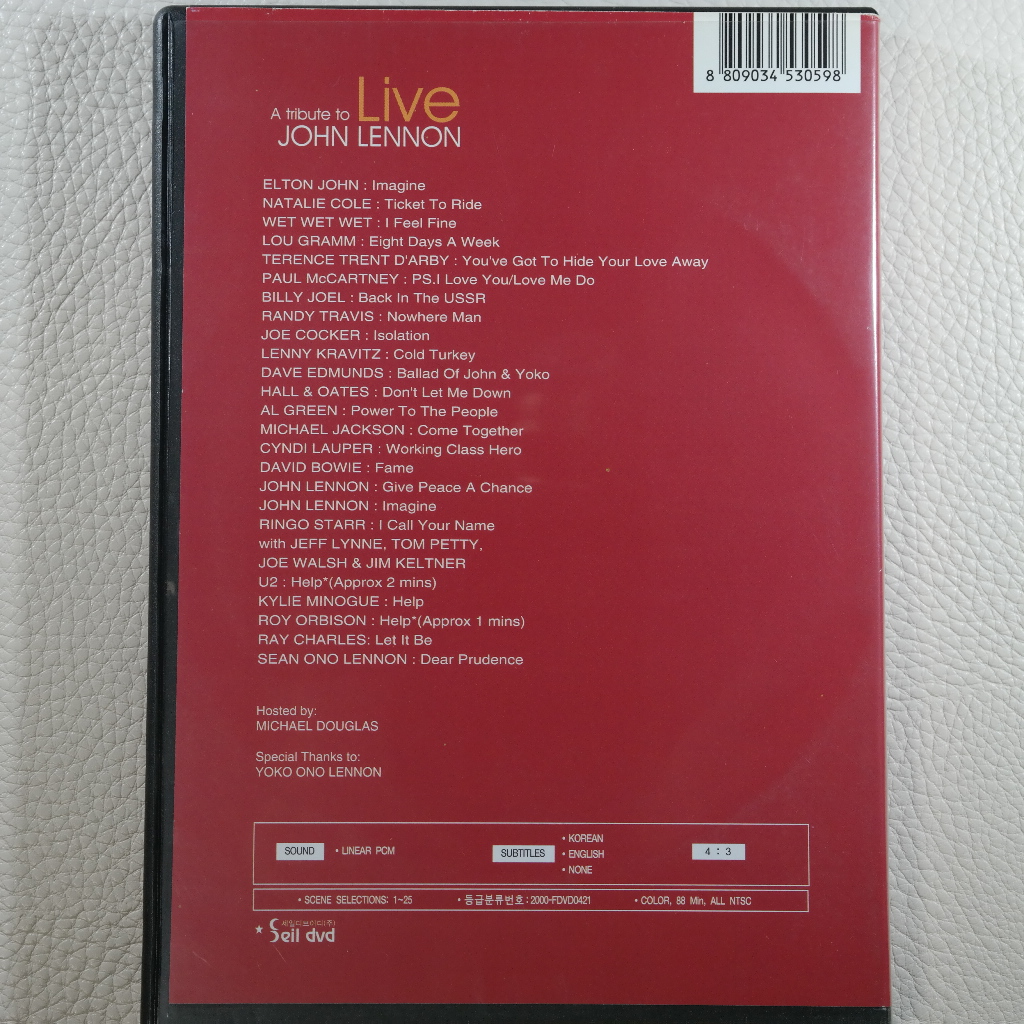 8 809034 530598
A tribute to Live
JOHN LENNON
ELTON JOHN : Imagine
NATALIE COLE : Ticket To Ride
WET WET WET : I Feel Fine
LOU GRAMM : Eight Days A Week
TERENCE TRENT D'ARBY : You've Got To Hide Your Love Away
PAUL McCARTNEY : PS.I Love You/Love Me Do
BILLY JOEL : Back In The USSR
RANDY TRAVIS : Nowhere Man
JOE COCKER : Isolation
LENNY KRAVITZ : Cold Turkey
DAVE EDMUNDS : Ballad Of John & Yoko
HALL & OATES : Don't Let Me Down
AL GREEN : Power To The People
MICHAEL JACKSON : Come Together
CYNDI LAUPER : Working Class Hero
DAVID BOWIE : Fame
JOHN LENNON : Give Peace A Chance
JOHN LENNON : Imagine
RINGO STARR : I Call Your Name
with JEFF LYNNE, TOM PETTY,
JOE WALSH & JIM KELTNER
U2 : Help*(Approx 2 mins)
KYLIE MINOGUE : Help
ROY ORBISON : Help*(Approx 1 mins)
RAY CHARLES: Let It Be
SEAN ONO LENNON : Dear Prudence
Hosted by:
MICHAEL DOUGLAS
Special Thanks to:
YOKO ONO LENNON
SOUND • LINEAR PCM
SUBTITLES • KOREAN
• ENGLISH
• NONE
4 : 3
• SCENE SELECTIONS: 1~25 • 등급분류번호 : 2000-FDVD0421 • COLOR, 88 Min, ALL NTSC
세일디브이디(주)
★ Seil dvd